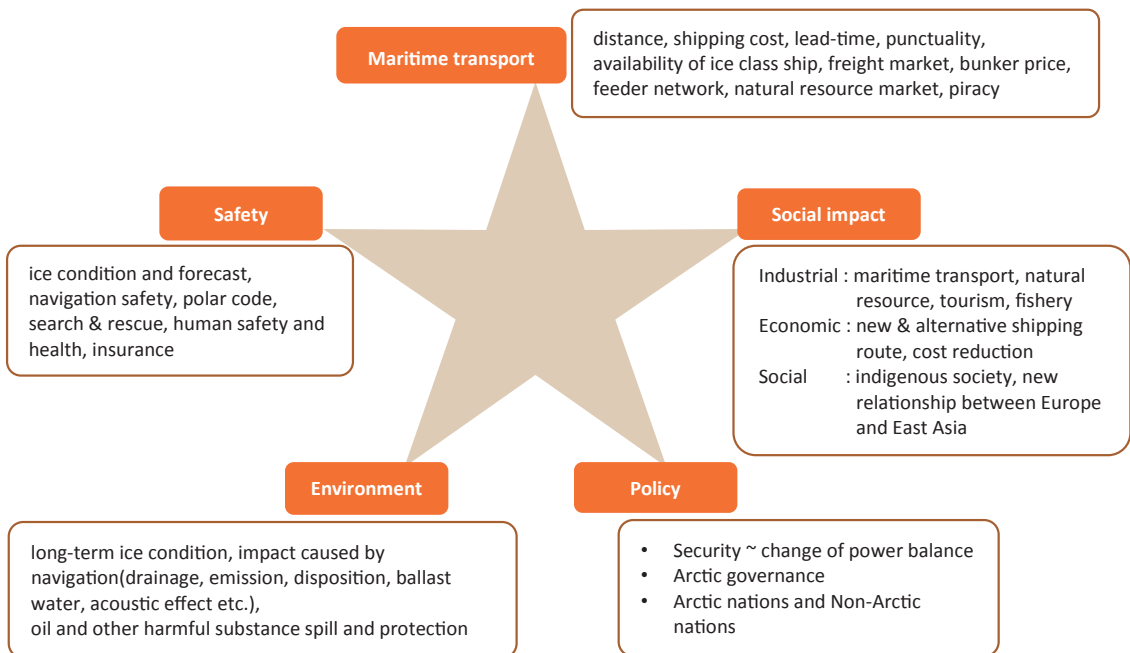 Maritime transport
distance, shipping cost, lead-time, punctuality,
availability of ice class ship, freight market, bunker price,
feeder network, natural resource market, piracy
Safety
ice condition and forecast,
navigation safety, polar code,
search & rescue, human safety and
health, insurance
Social impact
Industrial : maritime transport, natural
resource, tourism, fishery
Economic : new & alternative shipping
route, cost reduction
Social : indigenous society, new
relationship between Europe
and East Asia
Environment
long-term ice condition, impact caused by
navigation(drainage, emission, disposition, ballast
water, acoustic effect etc.),
oil and other harmful substance spill and protection
Policy
• Security ~ change of power balance
• Arctic governance
• Arctic nations and Non-Arctic
nations